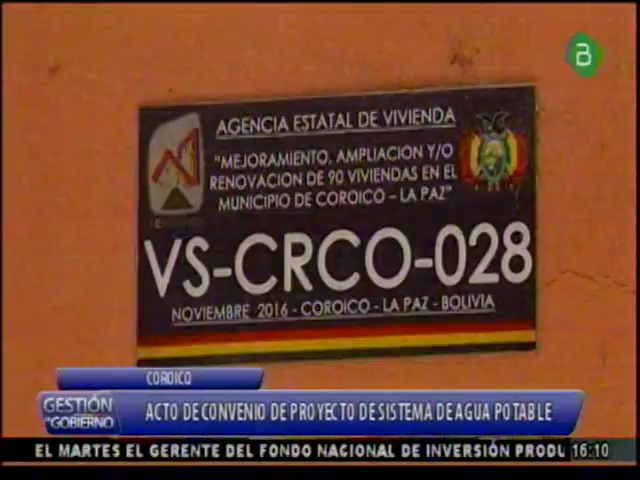 B
AGENCIA ESTATAL DE VIVIENDA
"MEJORAMIENTO, AMPLIACION Y/O
RENOVACION DE 90 VIVIENDAS EN EL
MUNICIPIO DE COROICO - LA PAZ"
VS-CRCO-028
NOVIEMBRE 2016 - COROICO - LA PAZ - BOLIVIA
COROICO
GESTIÓN
DE GOBIERNO
ACTO DE CONVENIO DE PROYECTO DE SISTEMA DE AGUA POTABLE
EL MARTES EL GERENTE DEL FONDO NACIONAL DE INVERSIÓN PRODU 16:10